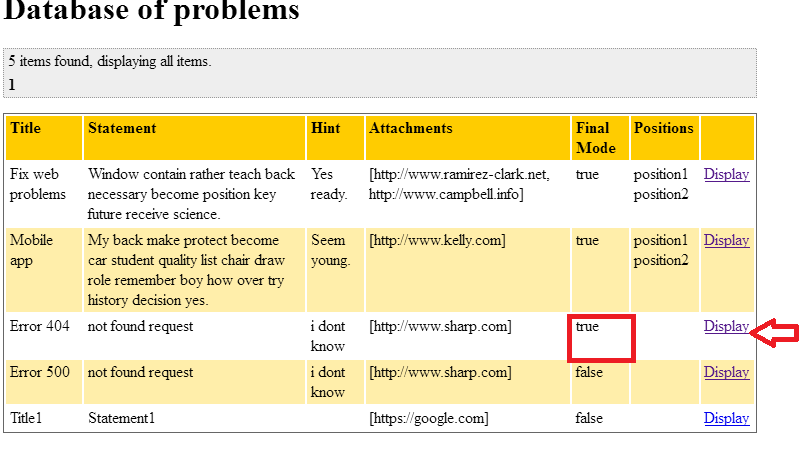 Database of problems
5 items found, displaying all items.
1
Title Statement Hint Attachments Final Mode Positions
Fix web problems Window contain rather teach back necessary become position key future receive science. Yes ready. [http://www.ramirez-clark.net, http://www.campbell.info] true position1 position2 Display
Mobile app My back make protect become car student quality list chair draw role remember boy how over try history decision yes. Seem young. [http://www.kelly.com] true position1 position2 Display
Error 404 not found request i dont know [http://www.sharp.com] true Display
Error 500 not found request i dont know [http://www.sharp.com] false Display
Title1 Statement1 [https://google.com] false Display